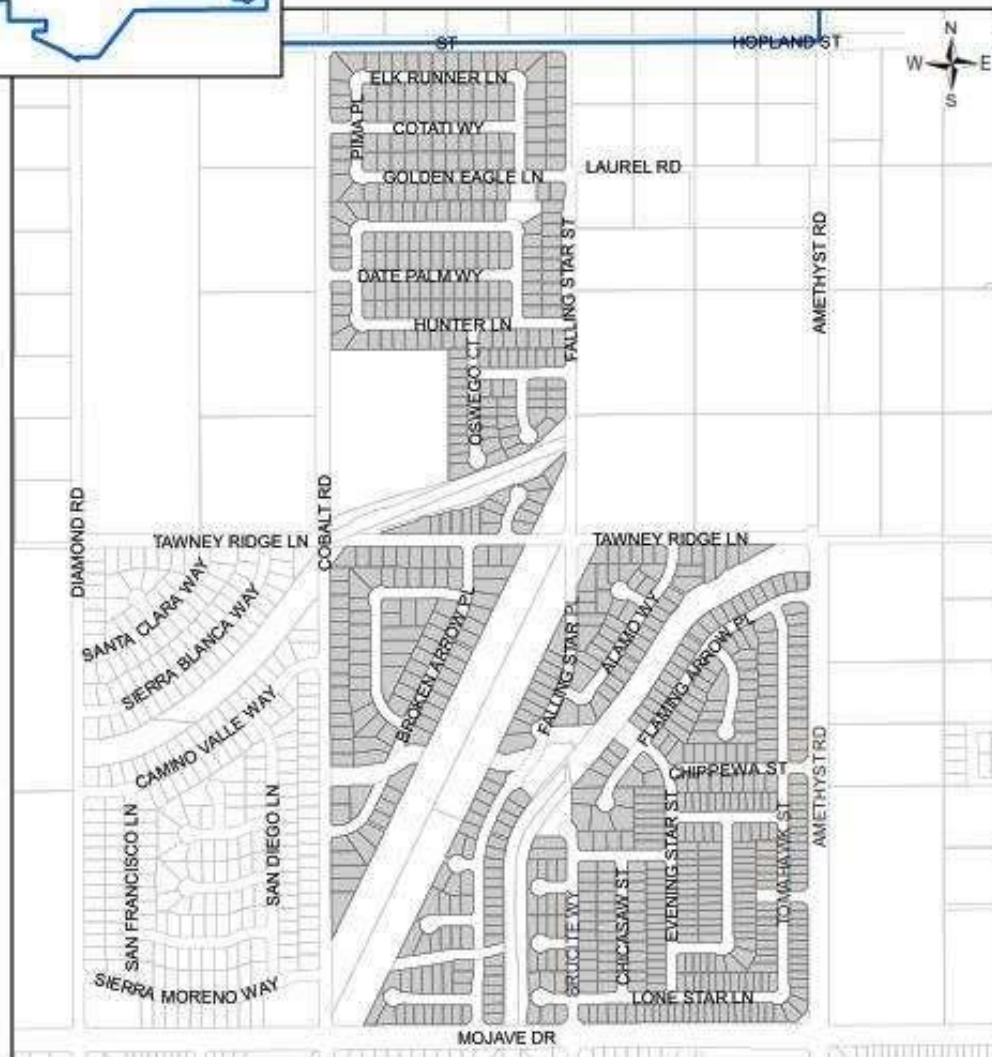 ST
HOPLAND ST
N
W
E
S
ELK RUNNER LN
PIMA PL
COTATI WY
GOLDEN EAGLE LN
LAUREL RD
FALLING STAR ST
AMETHYST RD
DATE PALM WY
HUNTER LN
OSWEGO CT
DIAMOND RD
COBALT RD
TAWNEY RIDGE LN
TAWNEY RIDGE LN
SANTA CLARA WAY
SIERRA BLANCA WAY
BROKEN ARROW PL
FALLING STAR PL
ALAMO WY
FLAMING ARROW PL
CAMINO VALLE WAY
CHIPPEWA ST
AMETHYST RD
SAN FRANCISCO LN
SAN DIEGO LN
EVENING STAR ST
TOMAHAWK ST
BRUCITE WY
CHICASAW ST
SIERRA MORENO WAY
LONE STAR LN
MOJAVE DR